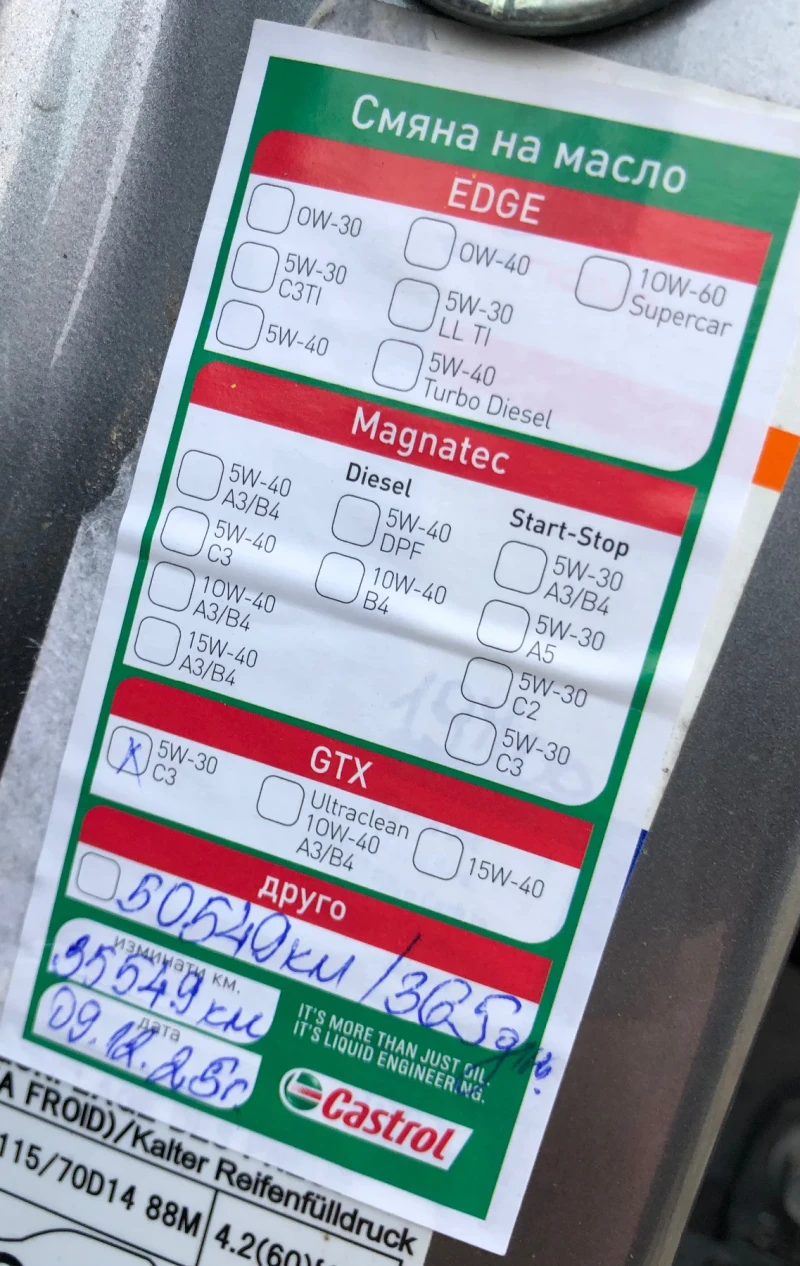 Смяна на масло
EDGE
0W-30
0W-40
10W-60
Supercar
5W-30
C3TI
5W-30
LL TI
5W-40
5W-40
Turbo Diesel
Magnatec
Diesel
Start-Stop
5W-40
A3/B4
5W-40
DPF
5W-30
A3/B4
5W-40
C3
10W-40
B4
5W-30
A5
10W-40
A3/B4
5W-30
C2
15W-40
A3/B4
5W-30
C3
GTX
X
5W-30
C3
Ultraclean
10W-40
A3/B4
15W-40
друго
50549км/365дни.
изминати км.
35549км
дата
09.12.25г
IT'S MORE THAN JUST OIL.
IT'S LIQUID ENGINEERING.
Castrol
A FROID)/Kalter Reifenfülldruck
115/70D14 88M
4.2(60)